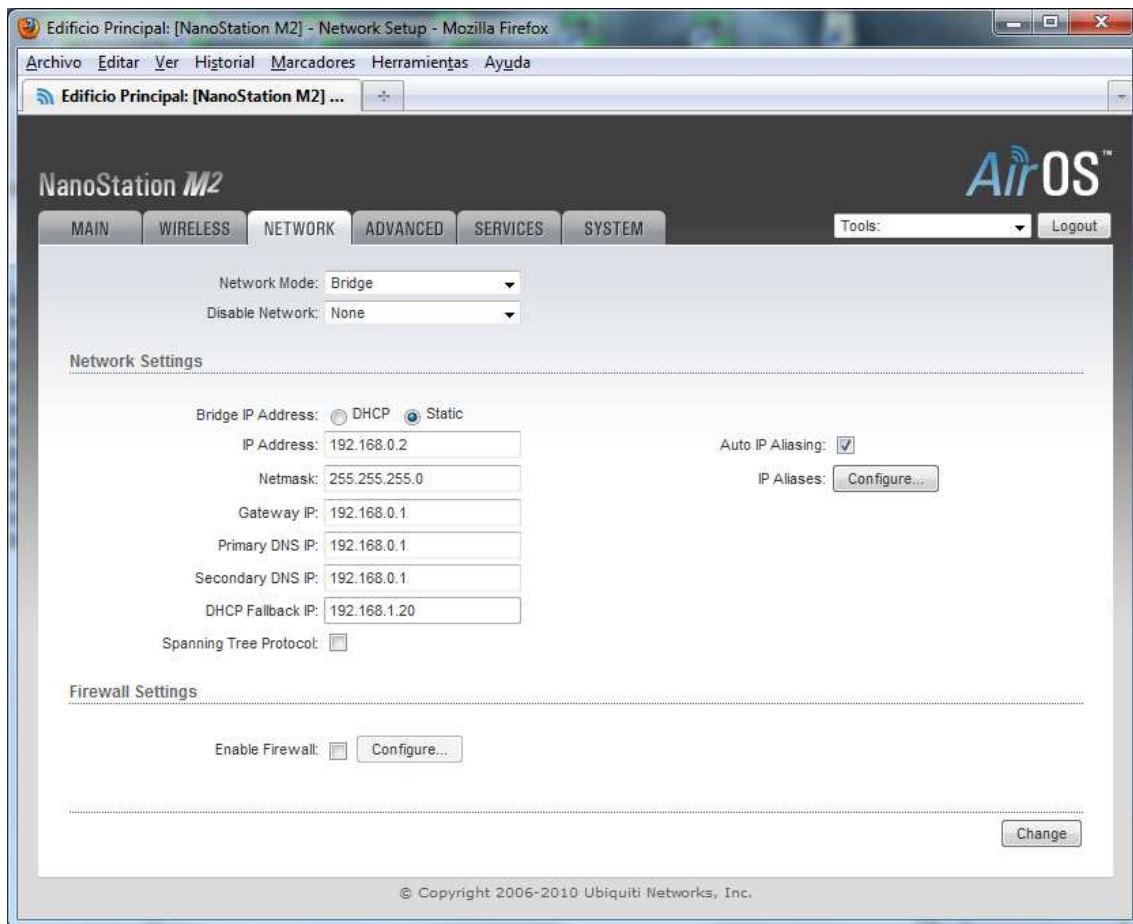 Edificio Principal: [NanoStation M2] - Network Setup - Mozilla Firefox
Archivo Editar Ver Historial Marcadores Herramientas Ayuda
Edificio Principal: [NanoStation M2] ...
NanoStation M2
AirOS™
MAIN WIRELESS NETWORK ADVANCED SERVICES SYSTEM Tools: Logout
Network Mode: Bridge
Disable Network: None
Network Settings
Bridge IP Address: DHCP Static
IP Address: 192.168.0.2 Auto IP Aliasing:
Netmask: 255.255.255.0 IP Aliases: Configure...
Gateway IP: 192.168.0.1
Primary DNS IP: 192.168.0.1
Secondary DNS IP: 192.168.0.1
DHCP Fallback IP: 192.168.1.20
Spanning Tree Protocol:
Firewall Settings
Enable Firewall: Configure...
Change
© Copyright 2006-2010 Ubiquiti Networks, Inc.